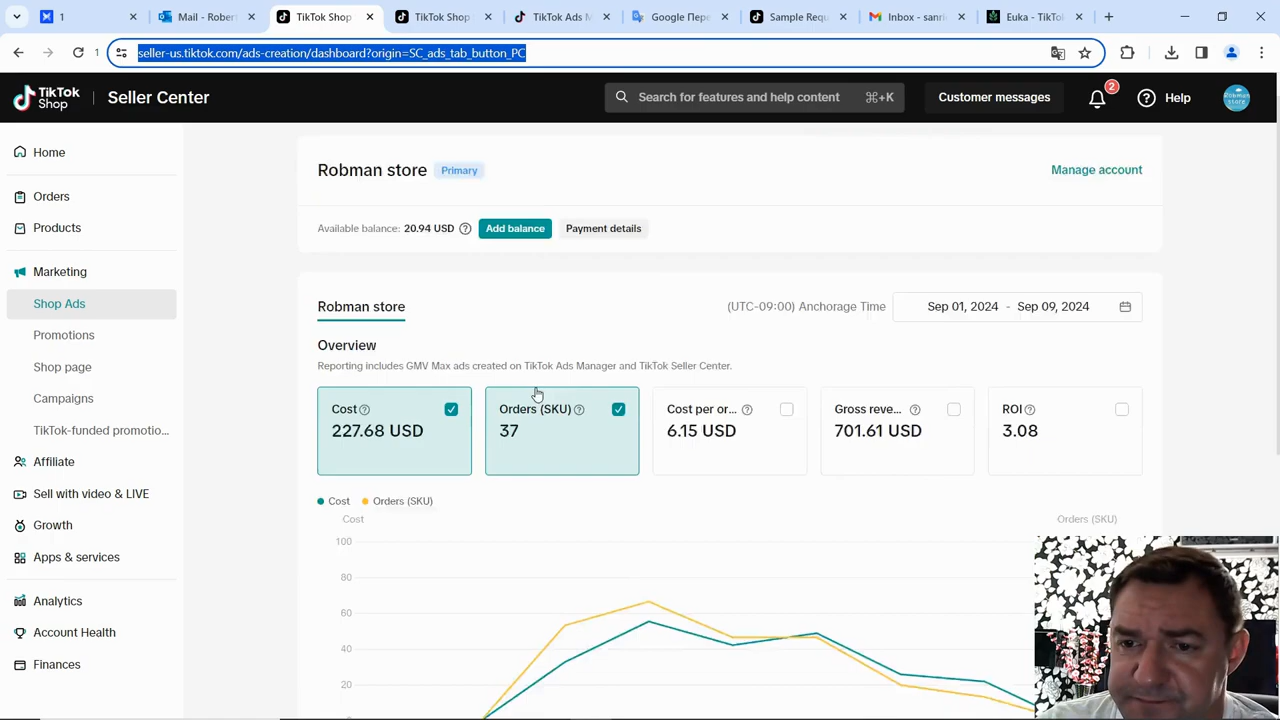 1
Mail - Robert
TikTok Shop
TikTok Shop
TikTok Ads M
Google Пере
Sample Requ
Inbox - sanri
Euka - TikTo
1
seller-us.tiktok.com/ads-creation/dashboard?origin=SC_ads_tab_button_PC
TikTok Shop
Seller Center
Search for features and help content
⌘+K
Customer messages
2
Help
Robman store
Home
Orders
Products
Marketing
Shop Ads
Promotions
Shop page
Campaigns
TikTok-funded promotio...
Affiliate
Sell with video & LIVE
Growth
Apps & services
Analytics
Account Health
Finances
Robman store Primary
Manage account
Available balance: 20.94 USD
Add balance
Payment details
Robman store
(UTC-09:00) Anchorage Time
Sep 01, 2024 - Sep 09, 2024
Overview
Reporting includes GMV Max ads created on TikTok Ads Manager and TikTok Seller Center.
Cost
227.68 USD
Orders (SKU)
37
Cost per or...
6.15 USD
Gross reve...
701.61 USD
ROI
3.08
Cost
Orders (SKU)
Cost
Orders (SKU)
100
80
60
40
20